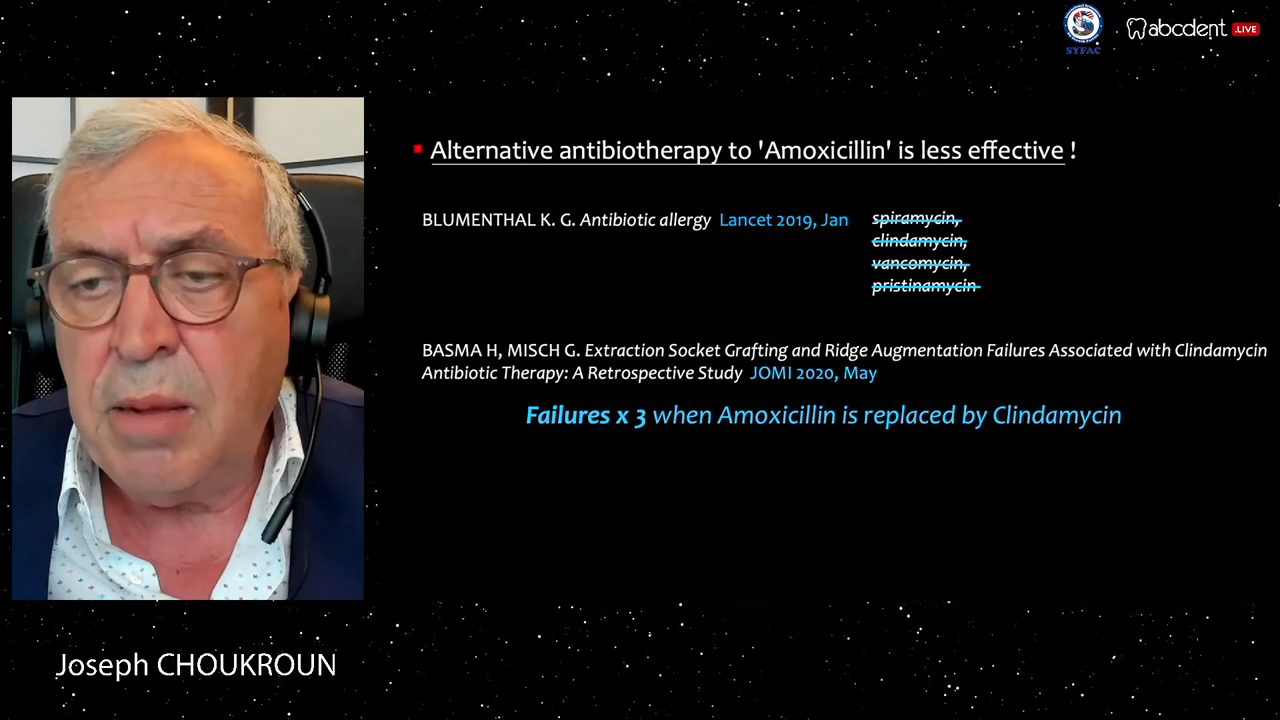 SYFAC
abcdent .LIVE
▪ Alternative antibiotherapy to 'Amoxicillin' is less effective !
BLUMENTHAL K. G. Antibiotic allergy Lancet 2019, Jan
spiramycin,
clindamycin,
vancomycin,
pristinamycin
BASMA H, MISCH G. Extraction Socket Grafting and Ridge Augmentation Failures Associated with Clindamycin
Antibiotic Therapy: A Retrospective Study JOMI 2020, May
Failures x 3 when Amoxicillin is replaced by Clindamycin
Joseph CHOUKROUN